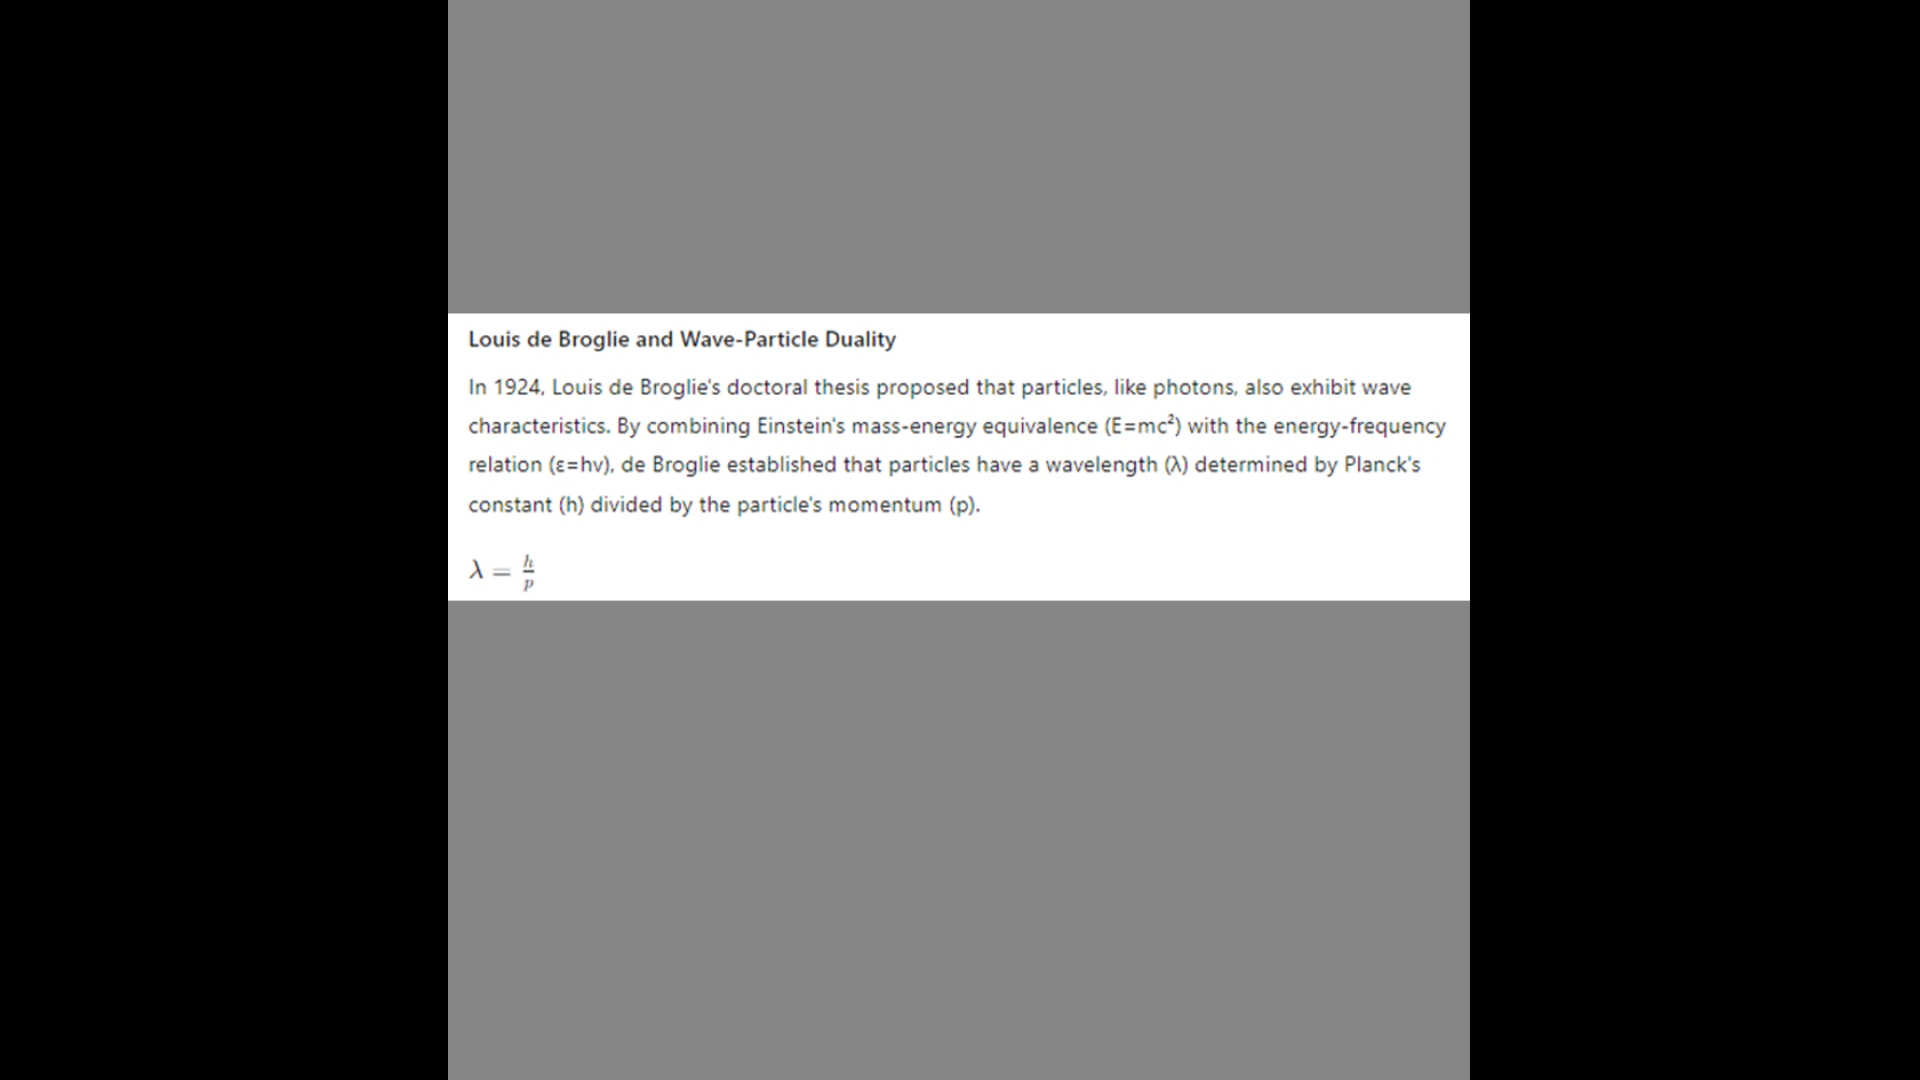 Louis de Broglie and Wave-Particle Duality
In 1924, Louis de Broglie's doctoral thesis proposed that particles, like photons, also exhibit wave
characteristics. By combining Einstein's mass-energy equivalence (E=mc²) with the energy-frequency
relation (ε=hν), de Broglie established that particles have a wavelength (λ) determined by Planck's
constant (h) divided by the particle's momentum (p).
λ = h/p